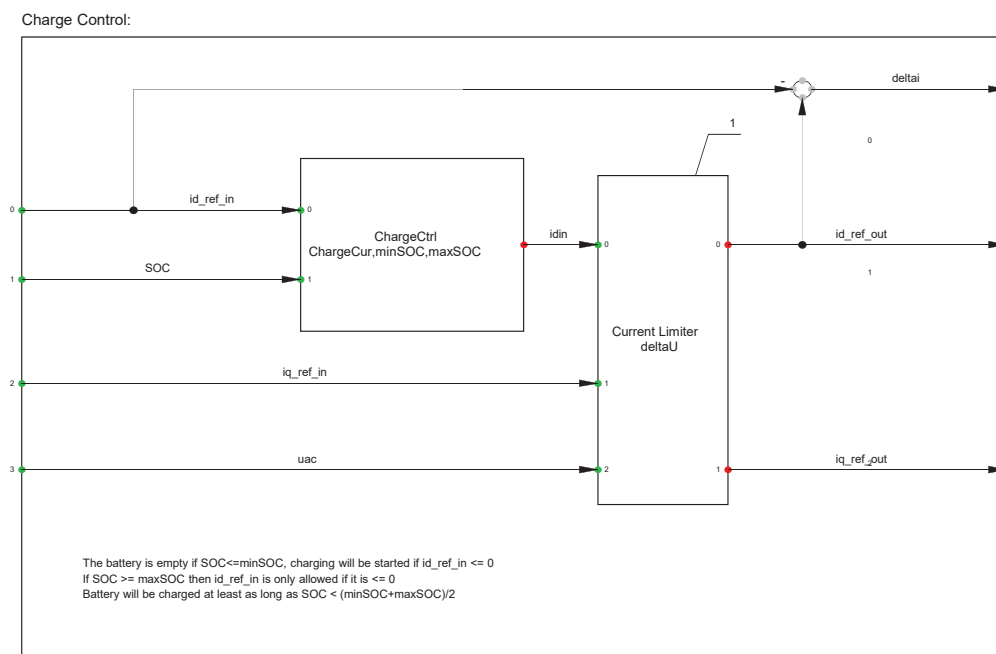 Charge Control:
-
deltai
1
0
id_ref_in
0
0
ChargeCtrl
ChargeCur,minSOC,maxSOC
idin
0
0
id_ref_out
SOC
1
1
1
Current Limiter
deltaU
iq_ref_in
2
1
uac
3
2
1
iq_ref_out
2
The battery is empty if SOC<=minSOC, charging will be started if id_ref_in <= 0
If SOC >= maxSOC then id_ref_in is only allowed if it is <= 0
Battery will be charged at least as long as SOC < (minSOC+maxSOC)/2